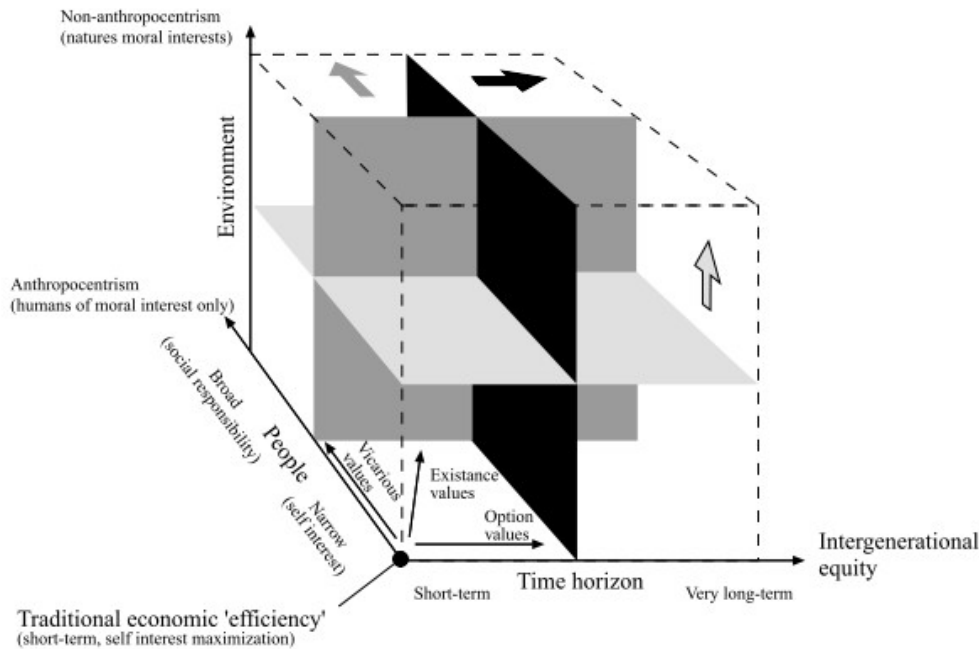 Non-anthropocentrism
(natures moral interests)
Environment
Anthropocentrism
(humans of moral interest only)
Broad
(social responsibility)
People
Narrow
(self interest)
Vicarious
values
Existance
values
Option
values
Short-term
Time horizon
Very long-term
Intergenerational
equity
Traditional economic 'efficiency'
(short-term, self interest maximization)